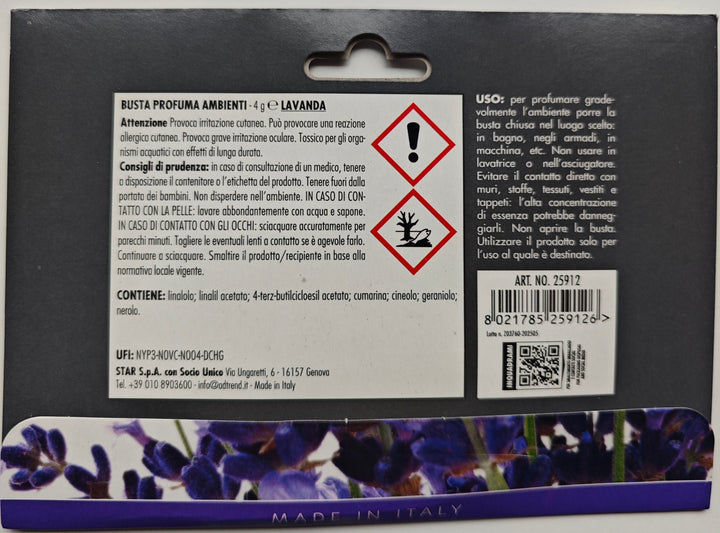 BUSTA PROFUMA AMBIENTI - 4 g ℮ LAVANDA
Attenzione Provoca irritazione cutanea. Può provocare una reazione
allergica cutanea. Provoca grave irritazione oculare. Tossico per gli orga-
nismi acquatici con effetti di lunga durata.
Consigli di prudenza: in caso di consultazione di un medico, tenere
a disposizione il contenitore o l'etichetta del prodotto. Tenere fuori dalla
portata dei bambini. Non disperdere nell'ambiente. IN CASO DI CON-
TATTO CON LA PELLE: lavare abbondantemente con acqua e sapone.
IN CASO DI CONTATTO CON GLI OCCHI: sciacquare accuratamente per
parecchi minuti. Togliere le eventuali lenti a contatto se è agevole farlo.
Continuare a sciacquare. Smaltire il prodotto/recipiente in base alla
normativa locale vigente.
CONTIENE: linalolo; linalil acetato; 4-terz-butilcicloesil acetato; cumarina; cineolo; geraniolo;
nerolo.
UFI: NYP3-N0VC-N004-DCHG
STAR S.p.A. con Socio Unico Via Ungaretti, 6 - 16157 Genova
Tel. +39 010 8903600 - info@adtrend.it - Made in Italy
USO: per profumare grade-
volmente l'ambiente porre la
busta chiusa nel luogo scelto:
in bagno, negli armadi, in
macchina, etc. Non usare in
lavatrice o nell'asciugatore.
Evitare il contatto diretto con
muri, stoffe, tessuti, vestiti e
tappeti: l'alta concentrazione
di essenza potrebbe danneg-
giarli. Non aprire la busta.
Utilizzare il prodotto solo per
l'uso al quale è destinato.
ART. NO. 25912
8 021785 259126 >
Lotto n. 203760-202505
INQUADRAMI
MADE IN ITALY